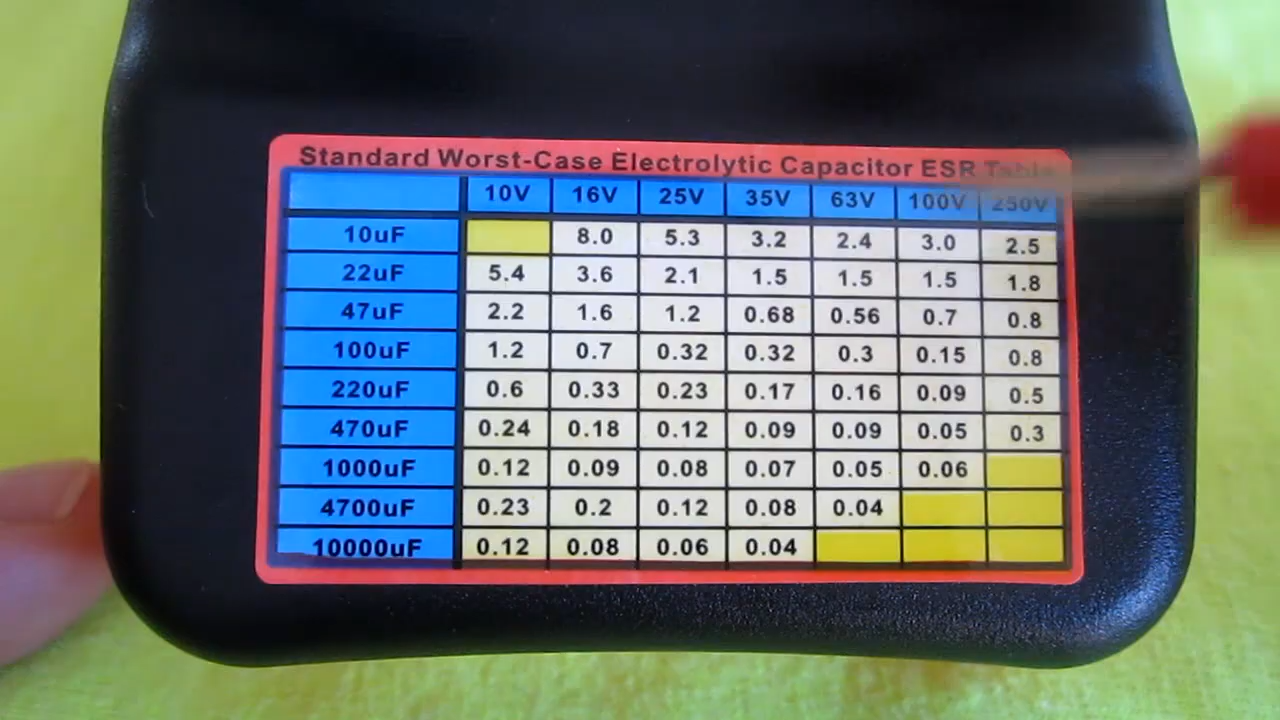 Standard Worst-Case Electrolytic Capacitor ESR Table
10V 16V 25V 35V 63V 100V 250V
10uF 8.0 5.3 3.2 2.4 3.0 2.5
22uF 5.4 3.6 2.1 1.5 1.5 1.5 1.8
47uF 2.2 1.6 1.2 0.68 0.56 0.7 0.8
100uF 1.2 0.7 0.32 0.32 0.3 0.15 0.8
220uF 0.6 0.33 0.23 0.17 0.16 0.09 0.5
470uF 0.24 0.18 0.12 0.09 0.09 0.05 0.3
1000uF 0.12 0.09 0.08 0.07 0.05 0.06
4700uF 0.23 0.2 0.12 0.08 0.04
10000uF 0.12 0.08 0.06 0.04